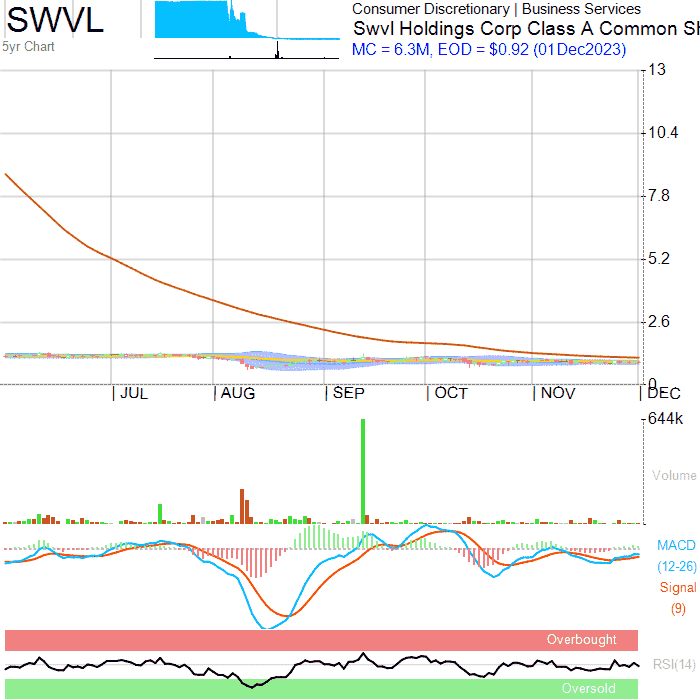 SWVL
5yr Chart
Consumer Discretionary | Business Services
Swvl Holdings Corp Class A Common Sh
MC = 6.3M, EOD = $0.92 (01Dec2023)
13
10.4
7.8
5.2
2.6
0
JUL AUG SEP OCT NOV DEC
644k
Volume
MACD
(12-26)
Signal
(9)
Overbought
RSI(14)
Oversold